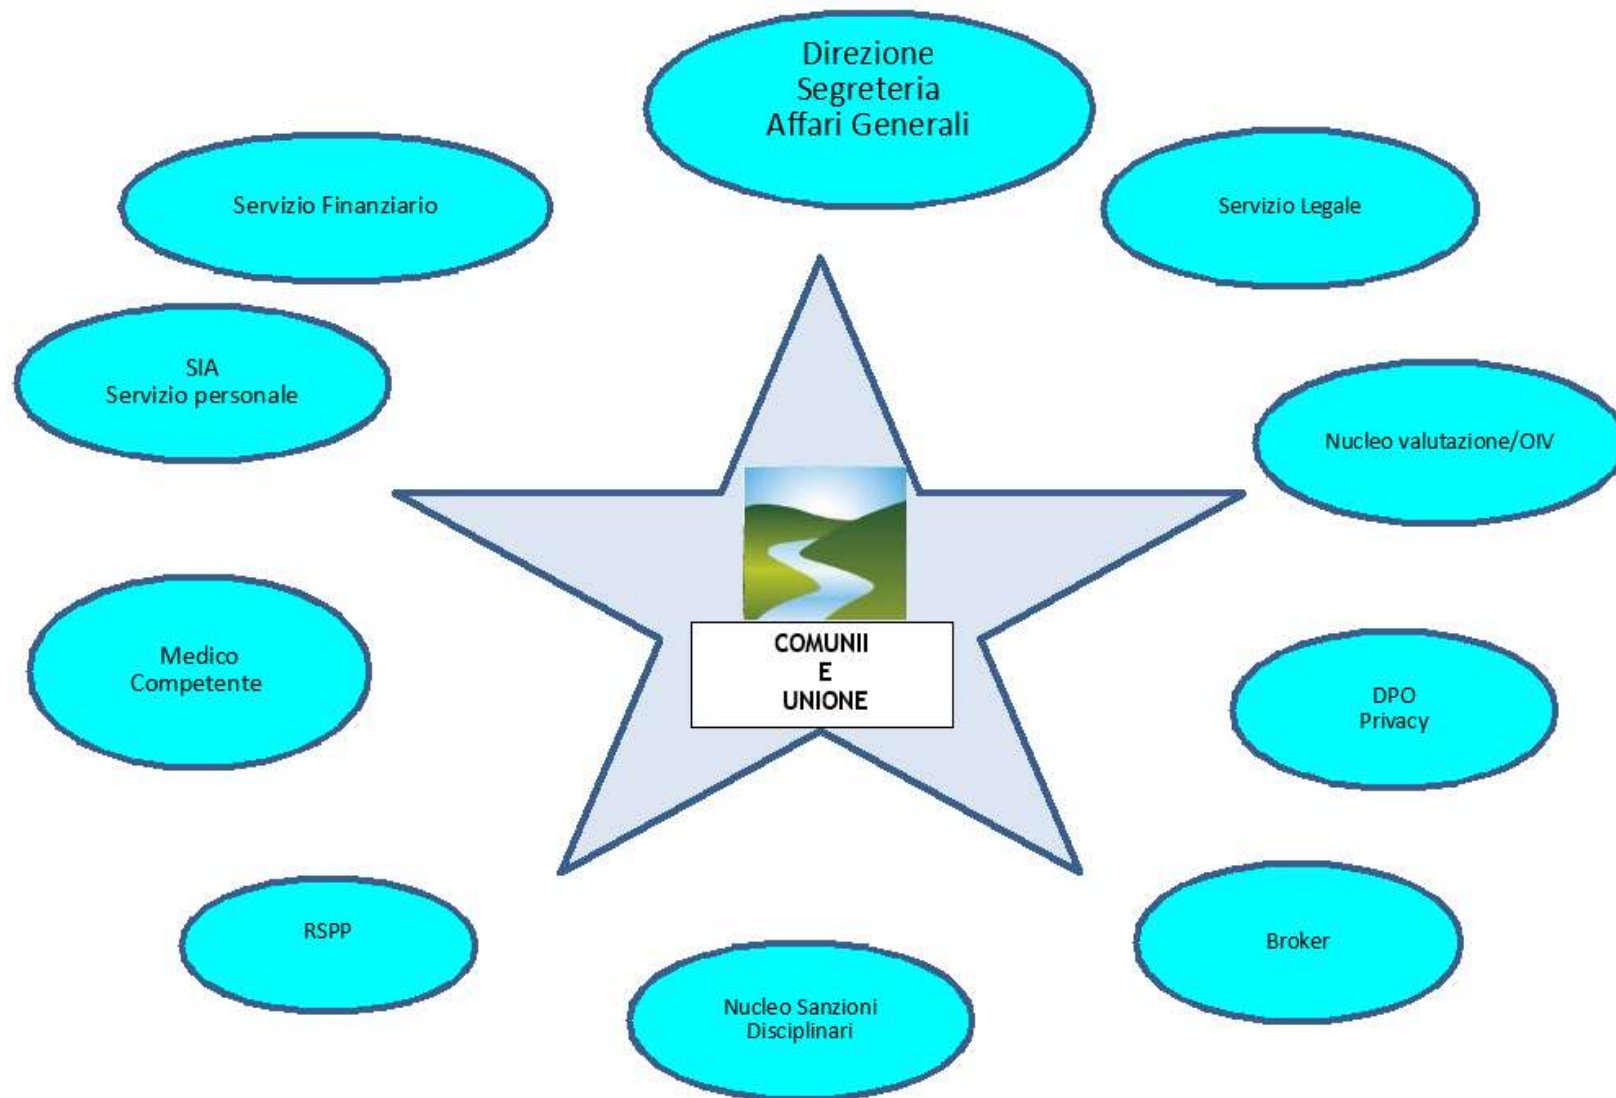 Direzione
Segreteria
Affari Generali
Servizio Finanziario
Servizio Legale
SIA
Servizio personale
Nucleo valutazione/OIV
COMUNII
E
UNIONE
Medico
Competente
DPO
Privacy
RSPP
Broker
Nucleo Sanzioni
Disciplinari